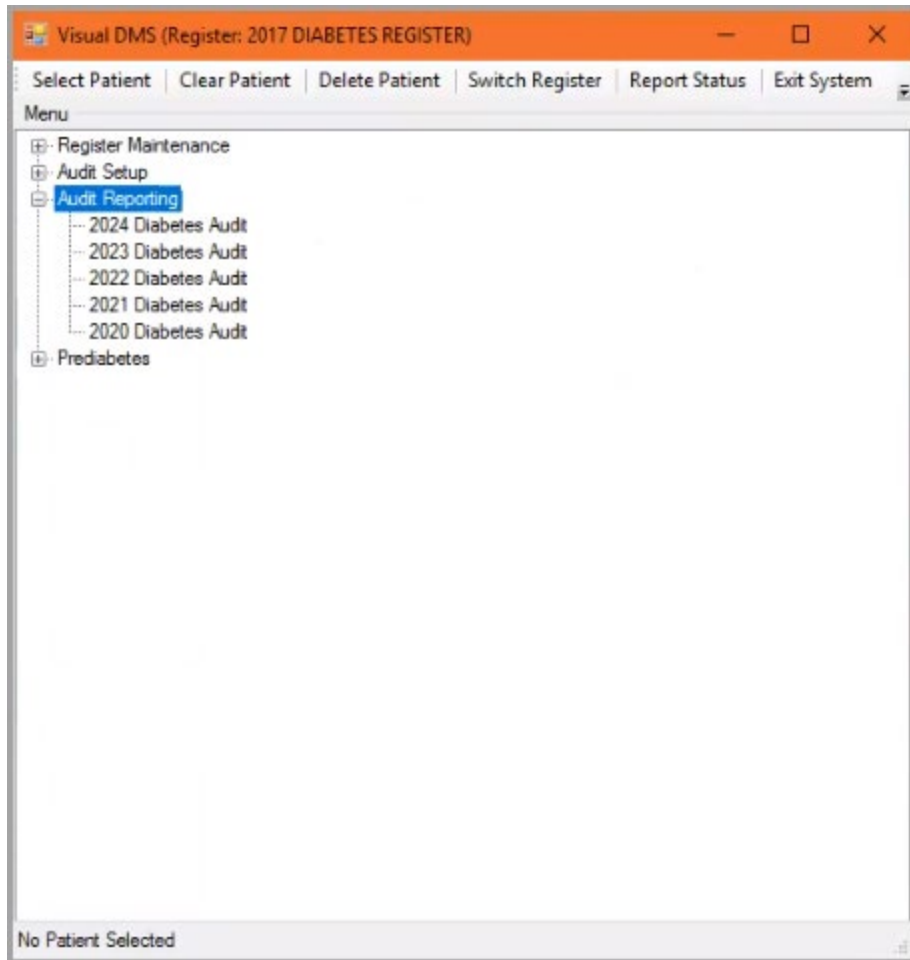 Visual DMS (Register: 2017 DIABETES REGISTER)
Select Patient Clear Patient Delete Patient Switch Register Report Status Exit System
Menu
Register Maintenance
Audit Setup
Audit Reporting
2024 Diabetes Audit
2023 Diabetes Audit
2022 Diabetes Audit
2021 Diabetes Audit
2020 Diabetes Audit
Prediabetes
No Patient Selected